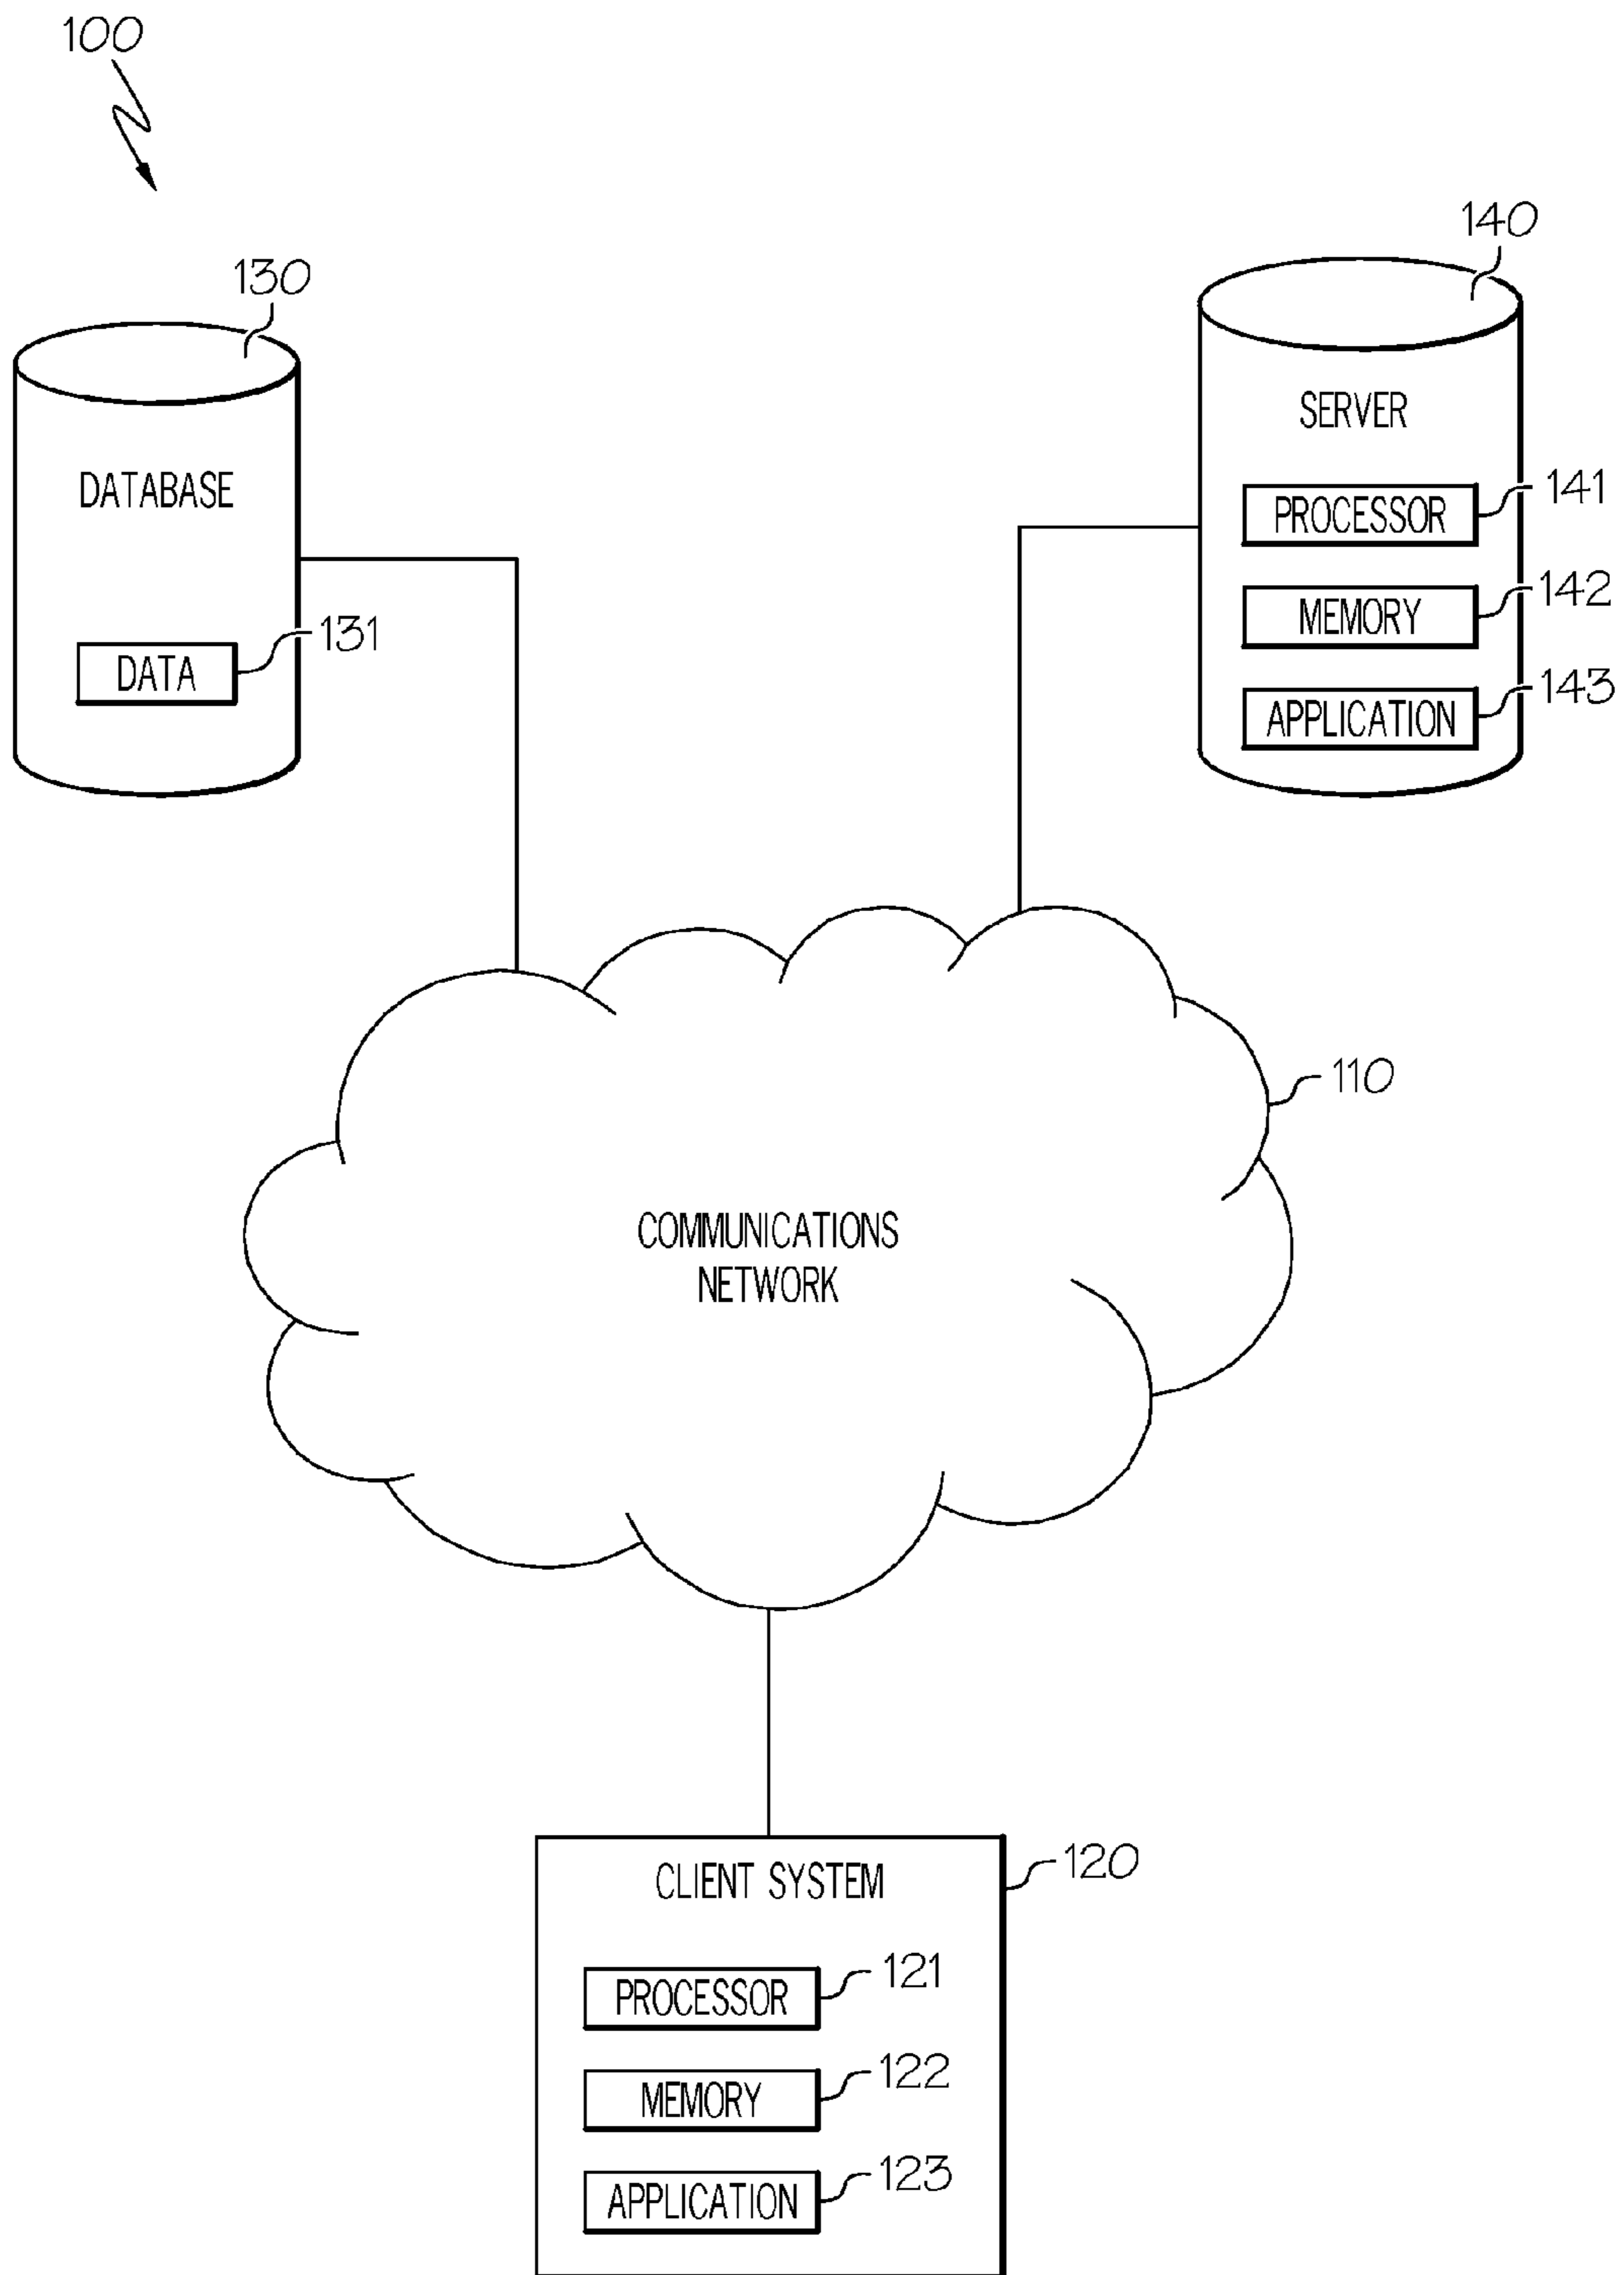 100
130
DATABASE
DATA
131
140
SERVER
PROCESSOR
141
MEMORY
142
APPLICATION
143
110
COMMUNICATIONS
NETWORK
CLIENT SYSTEM
120
PROCESSOR
121
MEMORY
122
APPLICATION
123